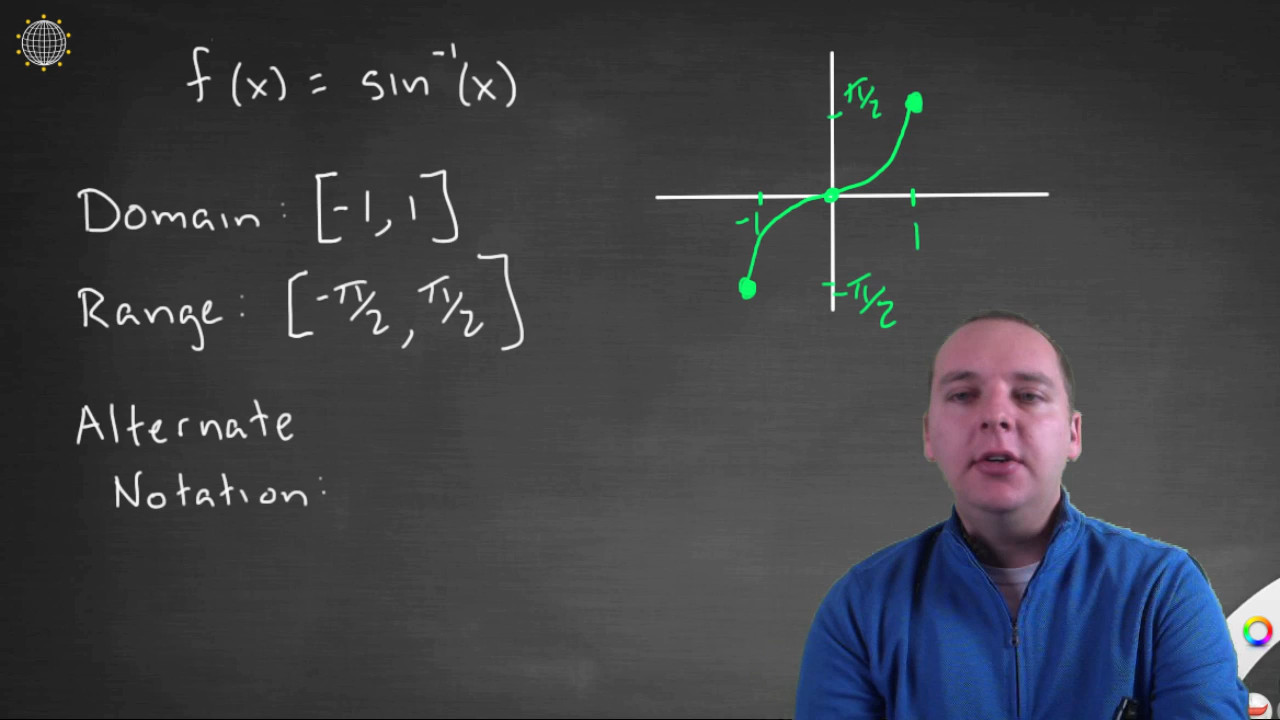 f(x) = sin⁻¹(x)
Domain: [-1, 1]
Range: [-π/2, π/2]
Alternate
Notation:
π/2
-1
1
-π/2